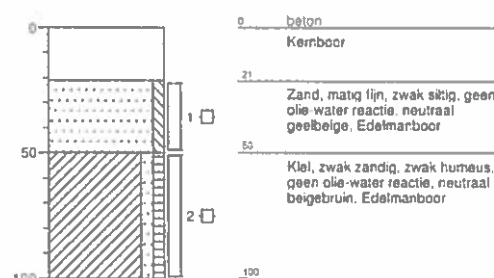 0
0 beton
Kernboor
21
Zand, matig fijn, zwak siltig, geen
olie-water reactie, neutraal
geelbeige, Edelmanboor
1
50
50
Klei, zwak zandig, zwak humeus,
geen olie-water reactie, neutraal
beigebruin, Edelmanboor
2
100
100